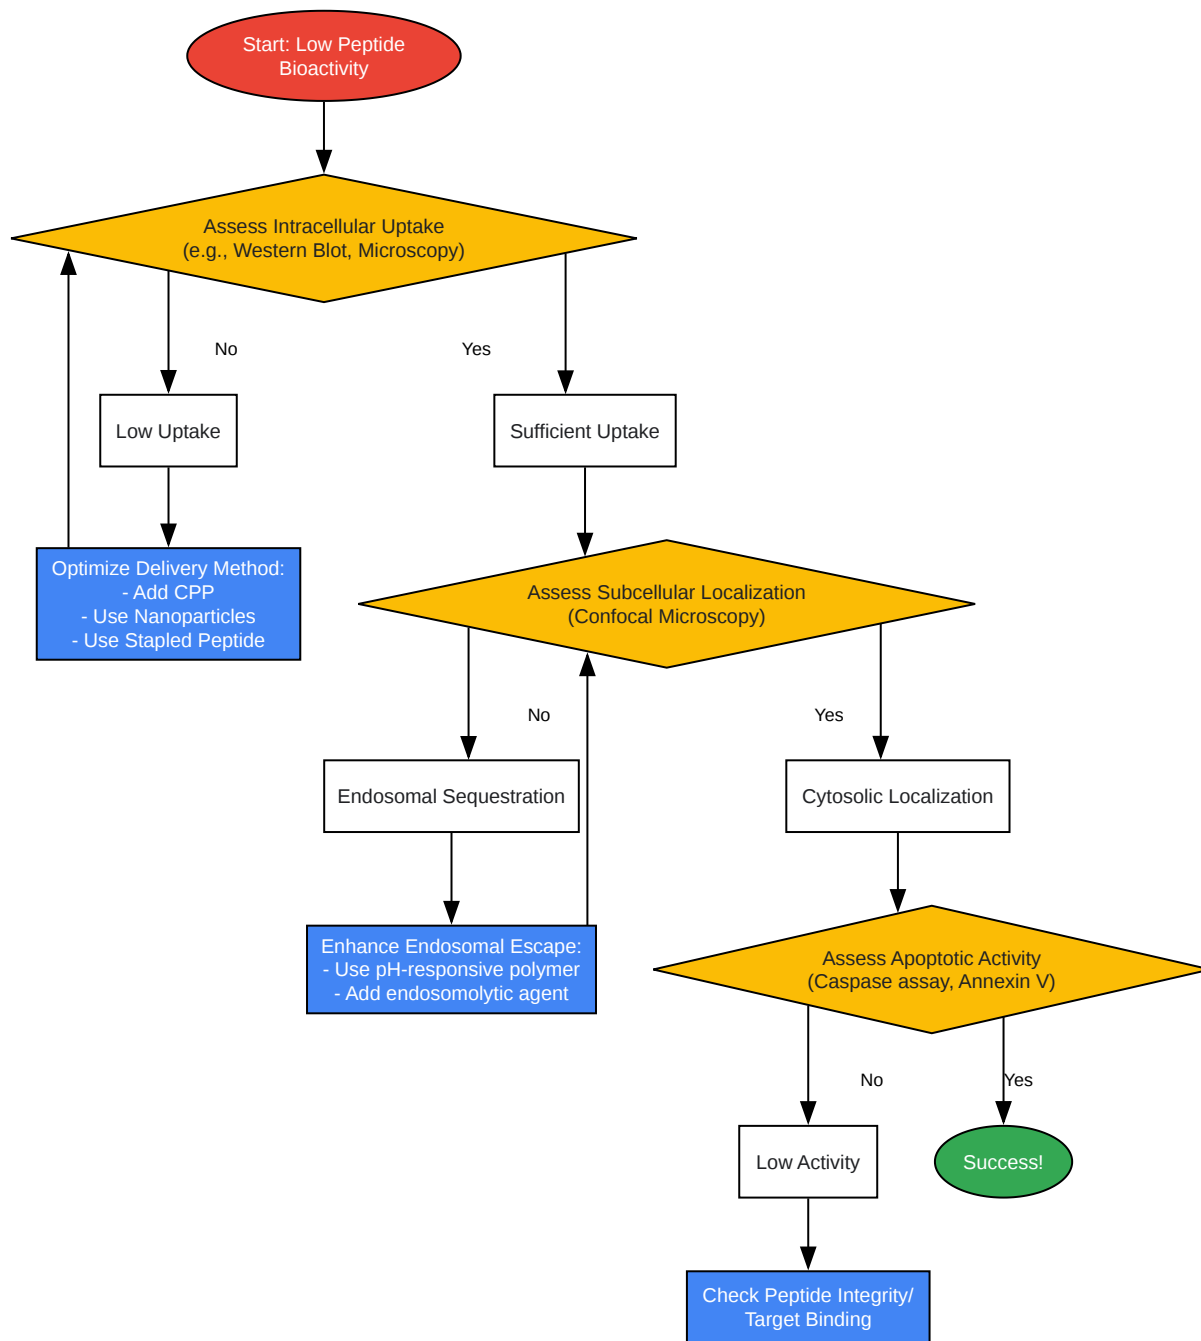 Start: Low Peptide
Bioactivity
Assess Intracellular Uptake
(e.g., Western Blot, Microscopy)
No
Yes
Low Uptake
Sufficient Uptake
Optimize Delivery Method:
- Add CPP
- Use Nanoparticles
- Use Stapled Peptide
Assess Subcellular Localization
(Confocal Microscopy)
No
Yes
Endosomal Sequestration
Cytosolic Localization
Enhance Endosomal Escape:
- Use pH-responsive polymer
- Add endosomolytic agent
Assess Apoptotic Activity
(Caspase assay, Annexin V)
No
Yes
Low Activity
Success!
Check Peptide Integrity/
Target Binding